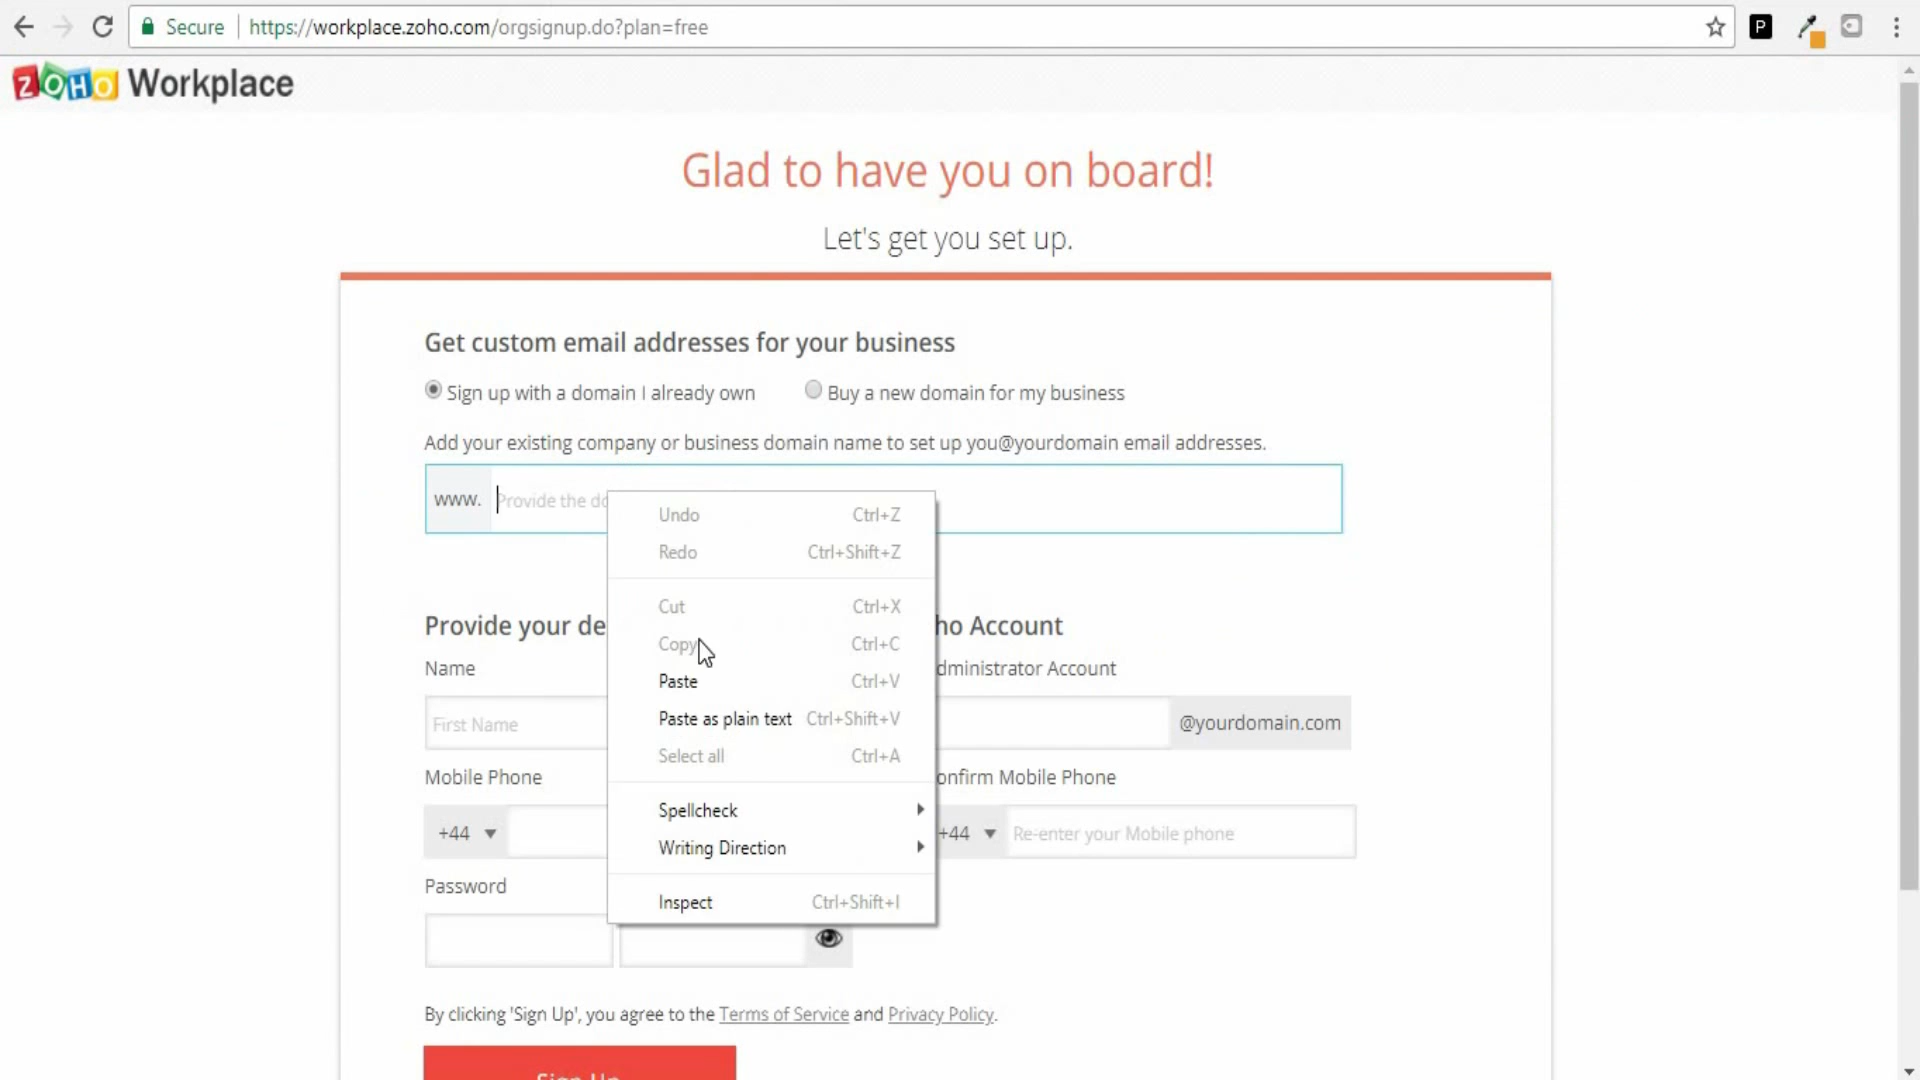 Secure https://workplace.zoho.com/orgsignup.do?plan=free
P
ZOHO Workplace
Glad to have you on board!
Let's get you set up.
Get custom email addresses for your business
Sign up with a domain I already own Buy a new domain for my business
Add your existing company or business domain name to set up you@yourdomain email addresses.
www. Provide the do
Undo Ctrl+Z
Redo Ctrl+Shift+Z
Cut Ctrl+X
Copy Ctrl+C
Paste Ctrl+V
Paste as plain text Ctrl+Shift+V
Select all Ctrl+A
Spellcheck
Writing Direction
Inspect Ctrl+Shift+I
Provide your de ho Account
Name dministrator Account
First Name @yourdomain.com
Mobile Phone onfirm Mobile Phone
+44 +44 Re-enter your Mobile phone
Password
By clicking 'Sign Up', you agree to the Terms of Service and Privacy Policy.
Sign Up